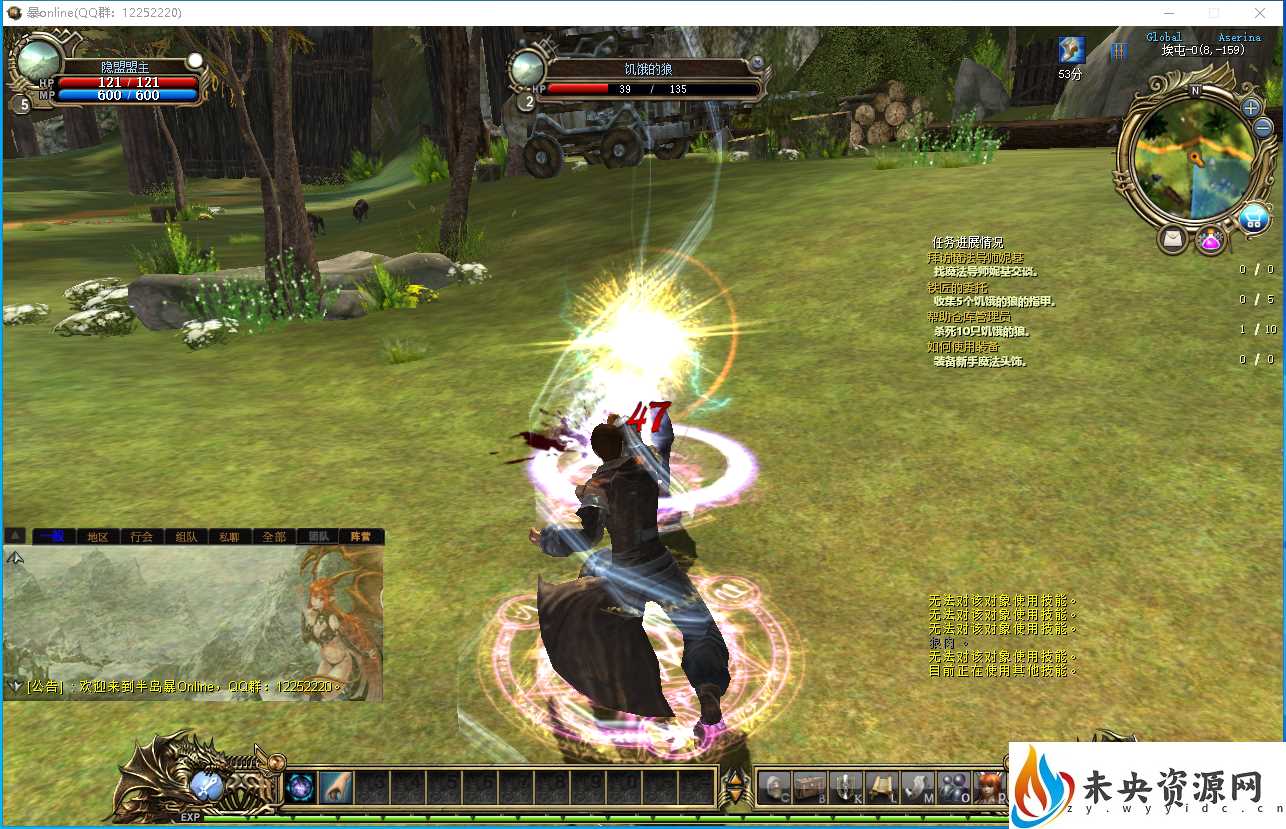 暴online(QQ群：12252220)
隐盟盟主
HP 121 / 121
MP 600 / 600
5
饥饿的狼
HP 39 / 135
2
53分
Global Aserina
埃屯-0(8,-159)
N
任务进展情况
拜访魔法导师妮基
找魔法导师妮基交谈。 0 / 0
铁匠的委托
收集5个饥饿的狼的指甲。 0 / 5
帮助仓库管理员
杀死10只饥饿的狼。 1 / 10
如何使用装备
装备新手魔法头饰。 0 / 0
47
一般 地区 行会 组队 私聊 全部 团队 阵营
[公告]：欢迎来到半岛暴Online，QQ群：12252220。
无法对该对象使用技能。
无法对该对象使用技能。
无法对该对象使用技能。
狼肉 。
无法对该对象使用技能。
目前正在使用其他技能。
C B K L M O
EXP
未央资源网
zy.wyyidc.cn